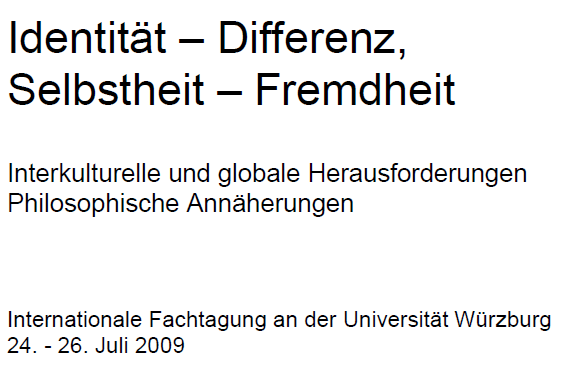 Identität – Differenz,
Selbstheit – Fremdheit
Interkulturelle und globale Herausforderungen
Philosophische Annäherungen
Internationale Fachtagung an der Universität Würzburg
24. - 26. Juli 2009